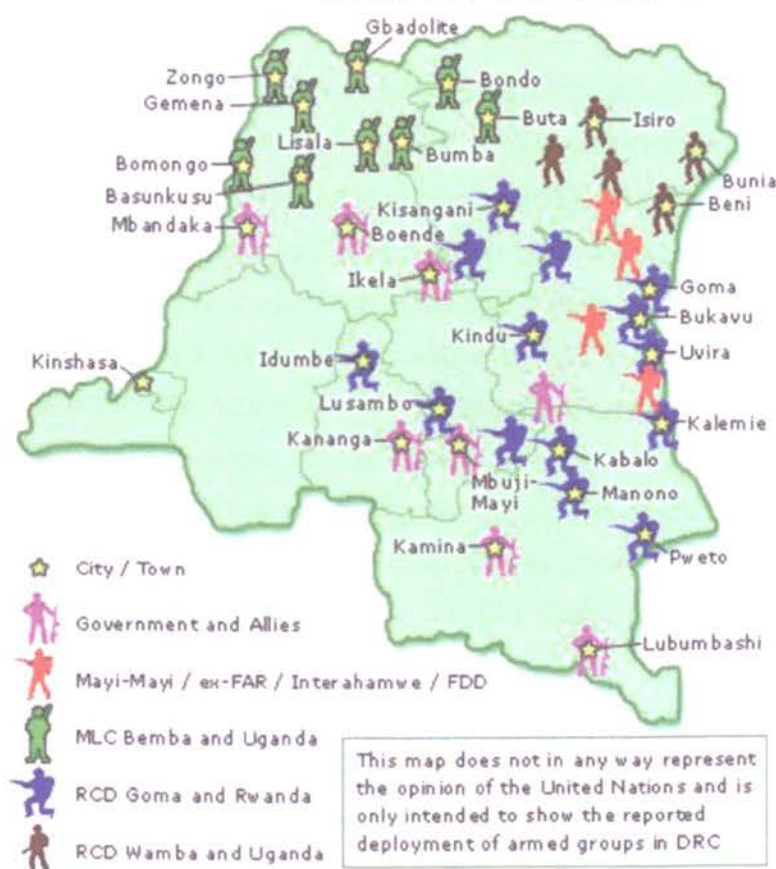 Gbadolite
Zongo
Bondo
Gemena
Buta
Isiro
Lisala
Bumba
Bomongo
Bunia
Basunkusu
Kisangani
Beni
Mbandaka
Boende
Ikela
Goma
Bukavu
Kindu
Uvira
Kinshasa
Idumbe
Lusambo
Kalemie
Kananga
Kabalo
Mbuji-
Mayi
Manono
Kamina
Pweto
Lubumbashi
City / Town
Government and Allies
Mayi-Mayi / ex-FAR / Interahamwe / FDD
MLC Bemba and Uganda
RCD Goma and Rwanda
RCD Wamba and Uganda
This map does not in any way represent
the opinion of the United Nations and is
only intended to show the reported
deployment of armed groups in DRC